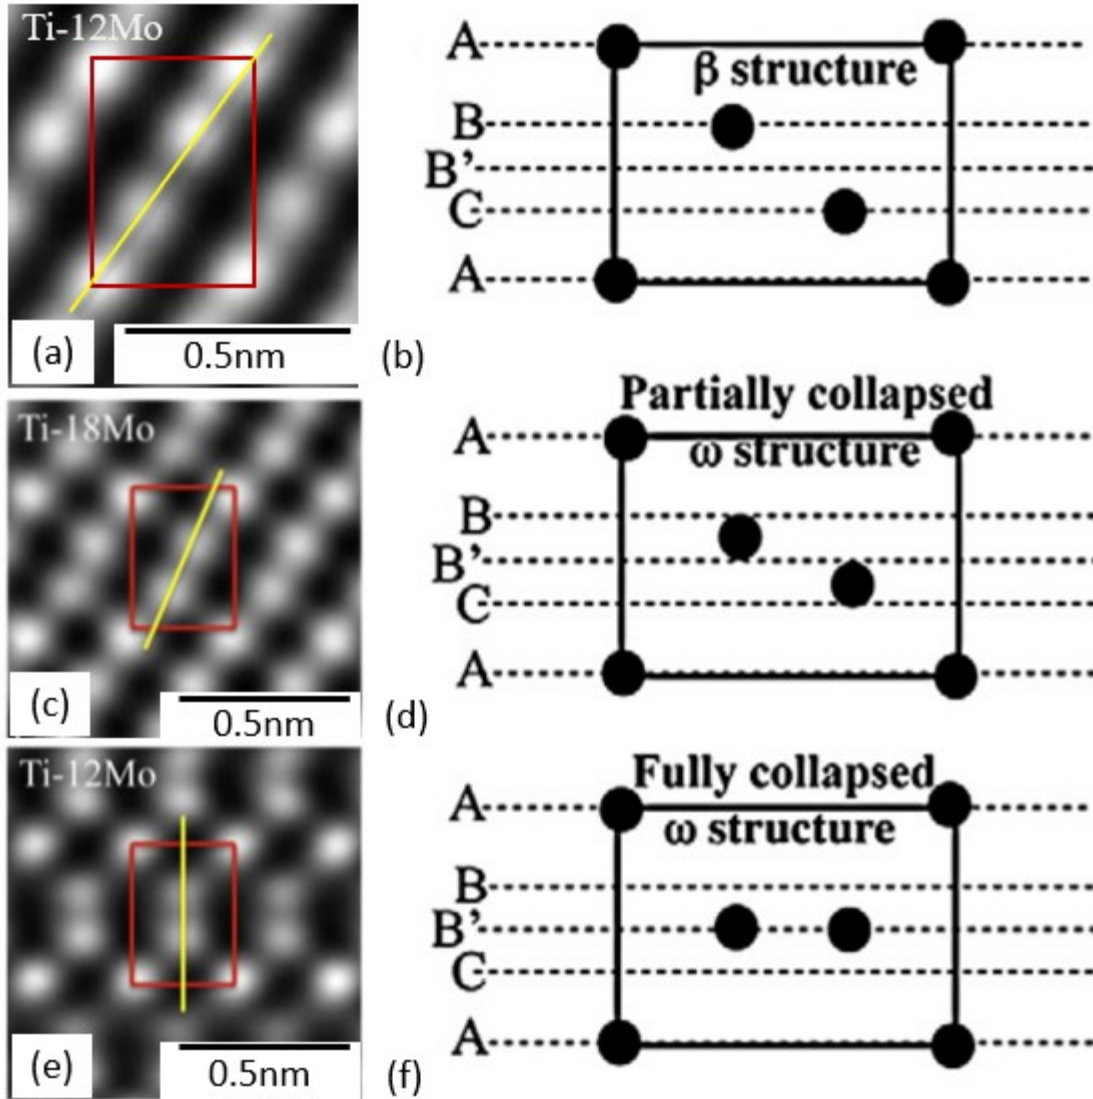 Ti-12Mo
0.5nm
(a)
(b)
A
β structure
B
B’
C
A
Ti-18Mo
0.5nm
(c)
(d)
Partially collapsed
A
ω structure
B
B’
C
A
Ti-12Mo
0.5nm
(e)
(f)
Fully collapsed
A
ω structure
B
B’
C
A